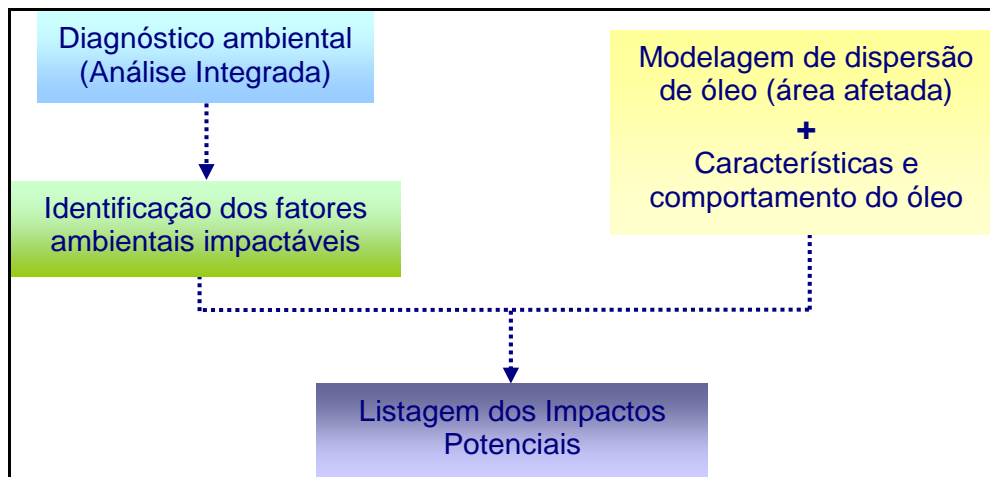 Diagnóstico ambiental
(Análise Integrada)
Modelagem de dispersão
de óleo (área afetada)
+
Características e
comportamento do óleo
Identificação dos fatores
ambientais impactáveis
Listagem dos Impactos
Potenciais